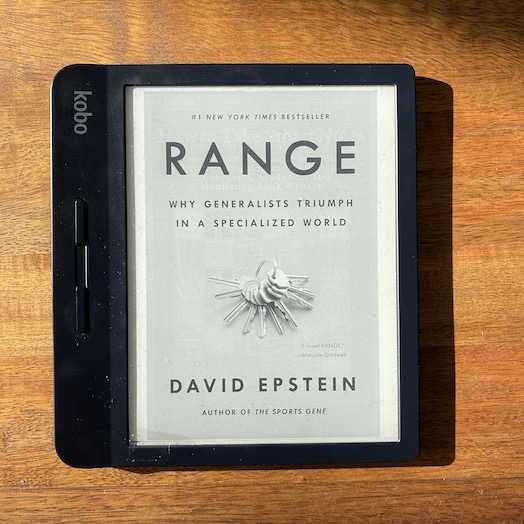 kobo
#1 NEW YORK TIMES BESTSELLER
RANGE
WHY GENERALISTS TRIUMPH
IN A SPECIALIZED WORLD
"I loved RANGE."
—Malcolm Gladwell
DAVID EPSTEIN
AUTHOR OF THE SPORTS GENE